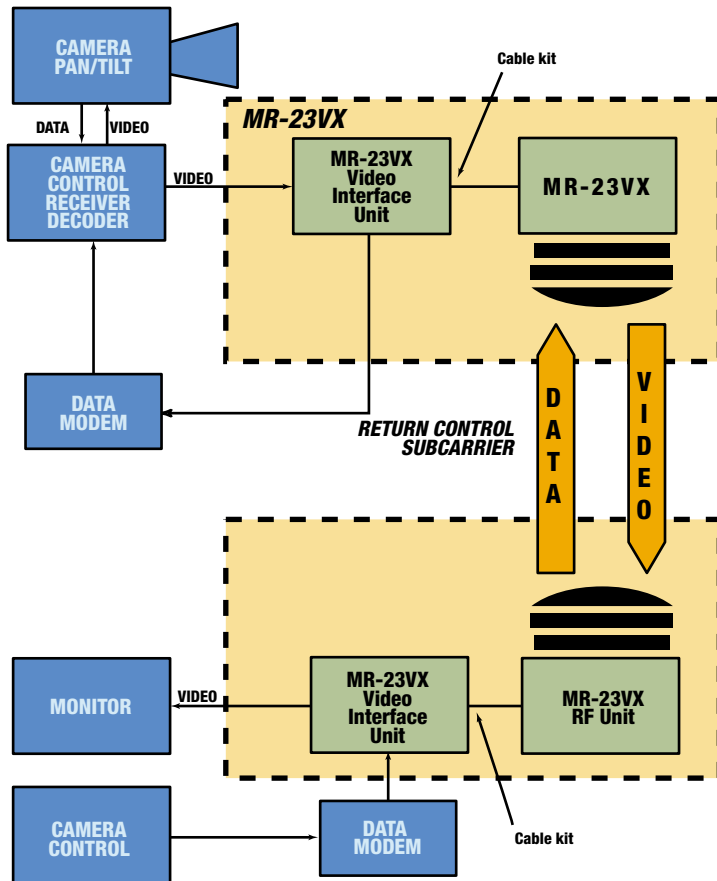 CAMERA
PAN/TILT
Cable kit
DATA
VIDEO
MR-23VX
CAMERA
CONTROL
RECEIVER
DECODER
VIDEO
MR-23VX
Video
Interface
Unit
MR-23VX
DATA
MODEM
RETURN CONTROL
SUBCARRIER
DATA
VIDEO
MONITOR
VIDEO
MR-23VX
Video
Interface
Unit
MR-23VX
RF Unit
CAMERA
CONTROL
DATA
MODEM
Cable kit